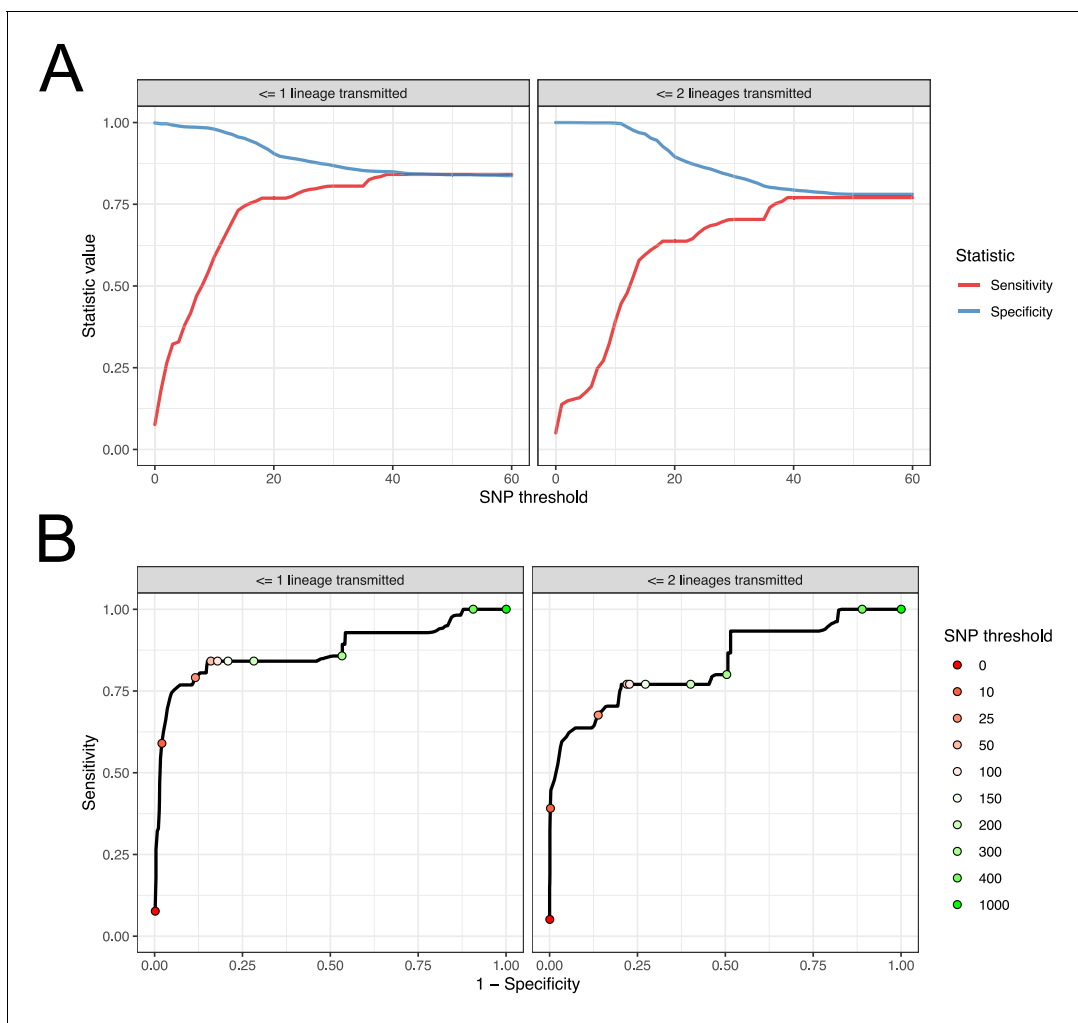 A
<= 1 lineage transmitted
<= 2 lineages transmitted
Statistic value
1.00
0.75
0.50
0.25
0.00
0
20
40
60
0
20
40
60
SNP threshold
Statistic
Sensitivity
Specificity
B
<= 1 lineage transmitted
<= 2 lineages transmitted
Sensitivity
1.00
0.75
0.50
0.25
0.00
0.00
0.25
0.50
0.75
1.00
0.00
0.25
0.50
0.75
1.00
1 − Specificity
SNP threshold
0
10
25
50
100
150
200
300
400
1000